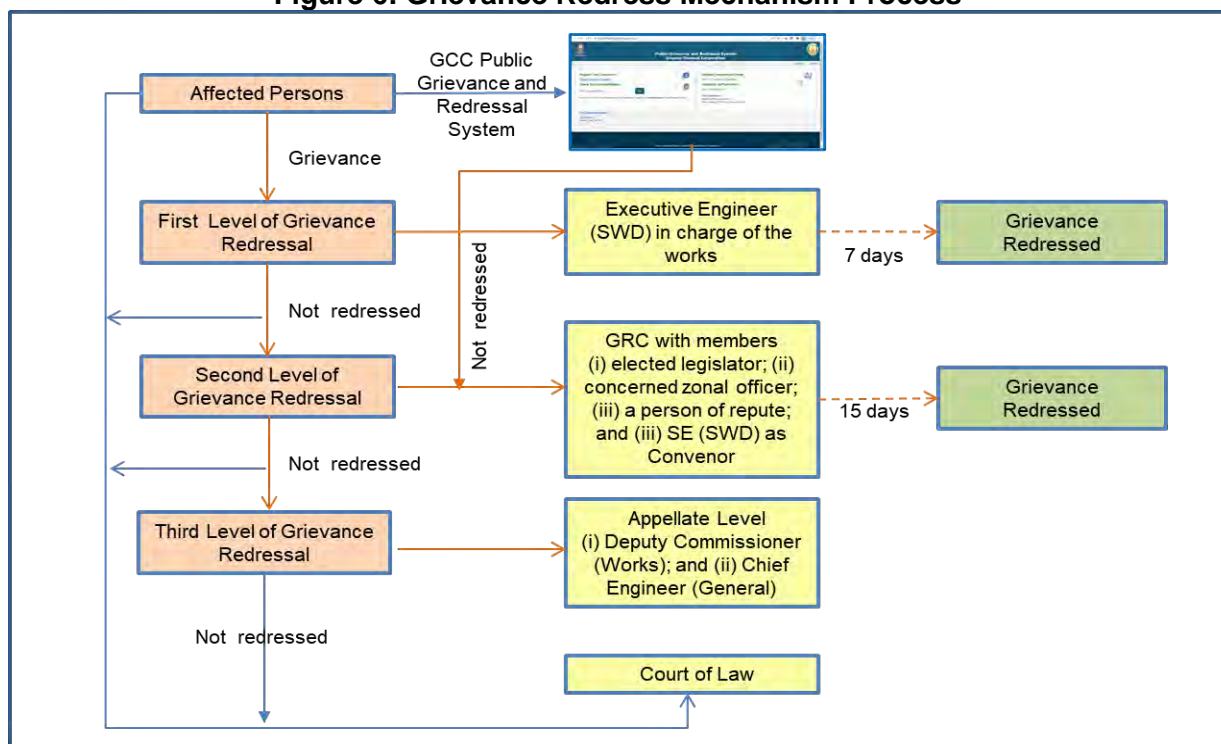 Figure 6: Grievance Redress Mechanism Process
GCC Public
Grievance and
Redressal
System
Affected Persons
Grievance
First Level of Grievance
Redressal
Executive Engineer
(SWD) in charge of the
works
7 days
Grievance
Redressed
Not redressed
Not redressed
Second Level of
Grievance Redressal
GRC with members
(i) elected legislator; (ii)
concerned zonal officer;
(iii) a person of repute;
and (iii) SE (SWD) as
Convenor
15 days
Grievance
Redressed
Not redressed
Third Level of Grievance
Redressal
Appellate Level
(i) Deputy Commissioner
(Works); and (ii) Chief
Engineer (General)
Not redressed
Court of Law